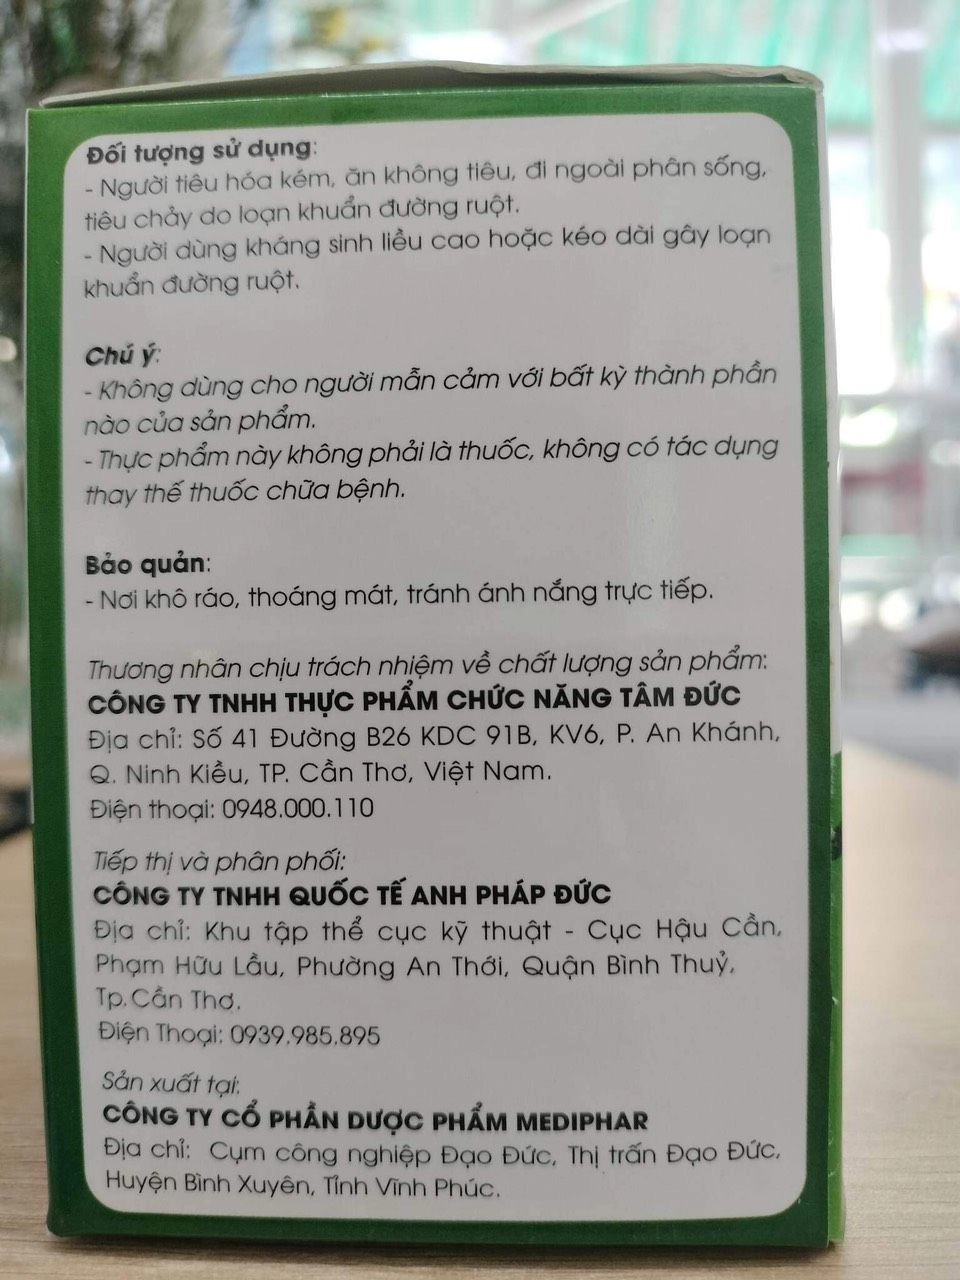 Đối tượng sử dụng:
- Người tiêu hóa kém, ăn không tiêu, đi ngoài phân sống,
tiêu chảy do loạn khuẩn đường ruột.
- Người dùng kháng sinh liều cao hoặc kéo dài gây loạn
khuẩn đường ruột.
Chú ý:
- Không dùng cho người mẫn cảm với bất kỳ thành phần
nào của sản phẩm.
- Thực phẩm này không phải là thuốc, không có tác dụng
thay thế thuốc chữa bệnh.
Bảo quản:
- Nơi khô ráo, thoáng mát, tránh ánh nắng trực tiếp.
Thương nhân chịu trách nhiệm về chất lượng sản phẩm:
CÔNG TY TNHH THỰC PHẨM CHỨC NĂNG TÂM ĐỨC
Địa chỉ: Số 41 Đường B26 KDC 91B, KV6, P. An Khánh,
Q. Ninh Kiều, TP. Cần Thơ, Việt Nam.
Điện thoại: 0948.000.110
Tiếp thị và phân phối:
CÔNG TY TNHH QUỐC TẾ ANH PHÁP ĐỨC
Địa chỉ: Khu tập thể cục kỹ thuật - Cục Hậu Cần,
Phạm Hữu Lầu, Phường An Thới, Quận Bình Thuỷ,
Tp.Cần Thơ.
Điện Thoại: 0939.985.895
Sản xuất tại:
CÔNG TY CỔ PHẦN DƯỢC PHẨM MEDIPHAR
Địa chỉ: Cụm công nghiệp Đạo Đức, Thị trấn Đạo Đức,
Huyện Bình Xuyên, Tỉnh Vĩnh Phúc.